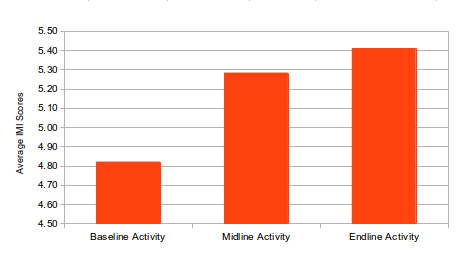 5.50
5.40
5.30
5.20
5.10
5.00
4.90
4.80
4.70
4.60
4.50
Average IMI Scores
Baseline Activity
Midline Activity
Endline Activity